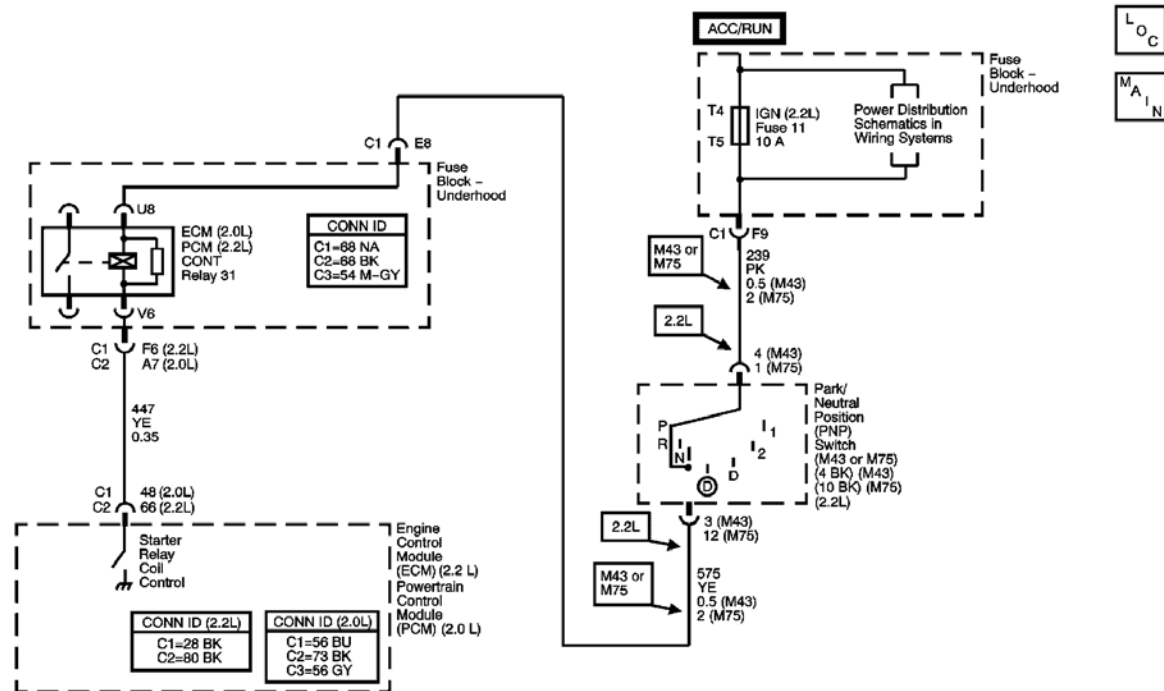 ACC/RUN
L
O
C
M
A
I
N
Fuse
Block –
Underhood
T4
T5
IGN (2.2L)
Fuse 11
10 A
Power Distribution
Schematics in
Wiring Systems
C1
F9
C1
E8
Fuse
Block –
Underhood
U8
ECM (2.0L)
PCM (2.2L)
CONT
Relay 31
CONN ID
C1=68 NA
C2=68 BK
C3=54 M-GY
V6
C1
F6 (2.2L)
C2
A7 (2.0L)
447
YE
0.35
C1
48 (2.0L)
C2
66 (2.2L)
Starter
Relay
Coil
Control
Engine
Control
Module
(ECM) (2.2 L)
Powertrain
Control
Module
(PCM) (2.0 L)
CONN ID (2.2L)
C1=28 BK
C2=80 BK
CONN ID (2.0L)
C1=56 BU
C2=73 BK
C3=56 GY
M43 or
M75
239
PK
0.5 (M43)
2 (M75)
2.2L
4 (M43)
1 (M75)
P
R
N
D
D
2
1
Park/
Neutral
Position
(PNP)
Switch
(M43 or M75)
(4 BK) (M43)
(10 BK) (M75)
(2.2L)
2.2L
3 (M43)
12 (M75)
M43 or
M75
575
YE
0.5 (M43)
2 (M75)